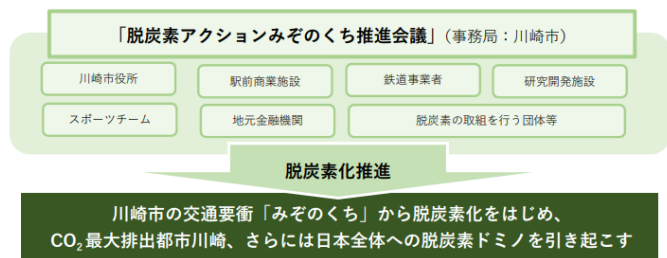 「脱炭素アクションみぞのくち推進会議」（事務局：川崎市）
川崎市役所
駅前商業施設
鉄道事業者
研究開発施設
スポーツチーム
地元金融機関
脱炭素の取組を行う団体等
脱炭素化推進
川崎市の交通要衝「みぞのくち」から脱炭素化をはじめ、
CO₂最大排出都市川崎、さらには日本全体への脱炭素ドミノを引き起こす